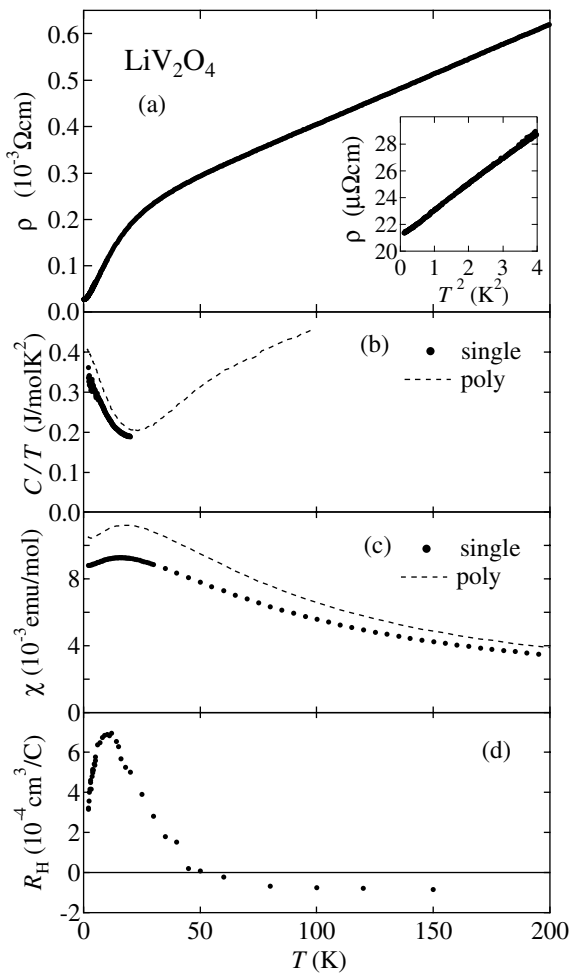 LiV₂O₄
(a)
ρ (10⁻³Ωcm)
0.6
0.5
0.4
0.3
0.2
0.1
0.0
ρ (μΩcm)
28
26
24
22
20
0 1 2 3 4
T² (K²)
(b)
single
poly
C/T (J/molK²)
0.4
0.3
0.2
0.1
0.0
(c)
single
poly
χ (10⁻³ emu/mol)
8
4
0
(d)
R_H (10⁻⁴ cm³/C)
6
4
2
0
-2
0 50 100 150 200
T (K)